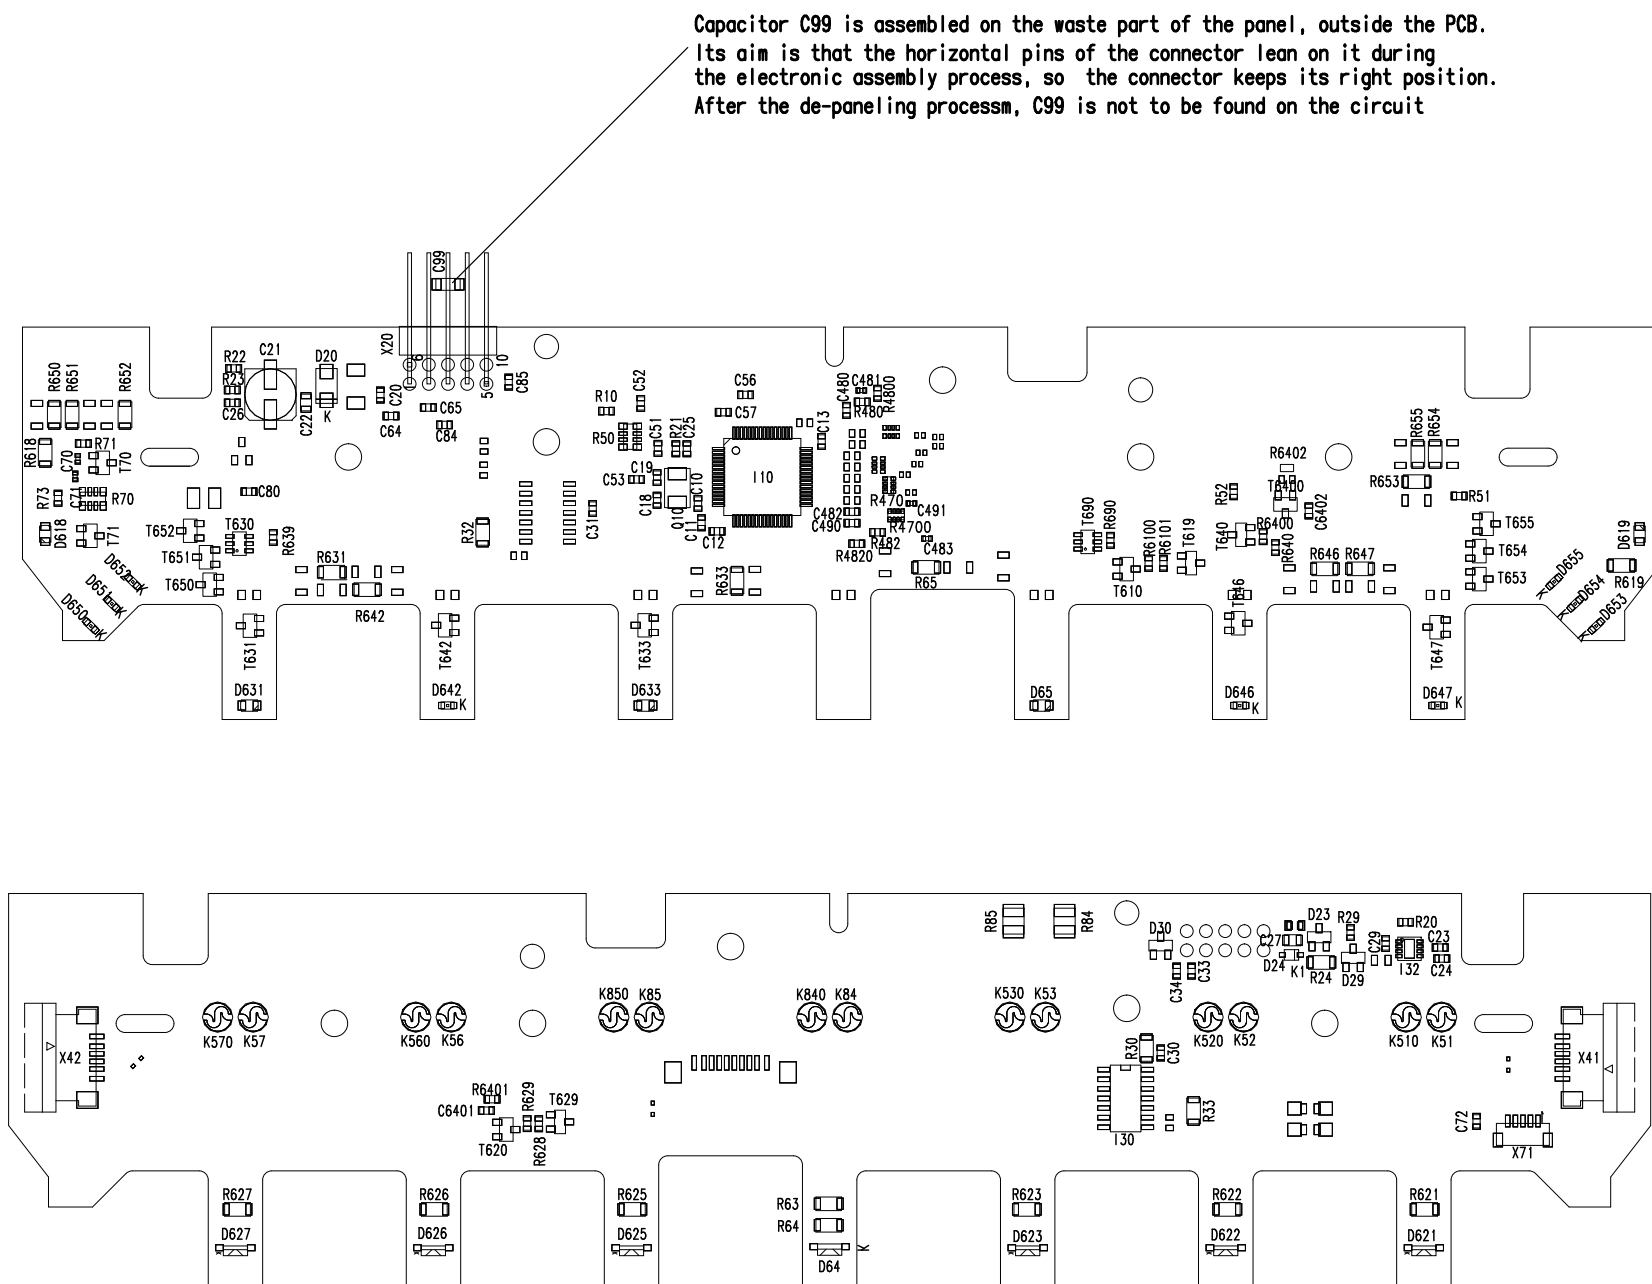 Capacitor C99 is assembled on the waste part of the panel, outside the PCB.
Its aim is that the horizontal pins of the connector lean on it during
the electronic assembly process, so the connector keeps its right position.
After the de-paneling processm, C99 is not to be found on the circuit
C99
X20
6
10
5
R650
R651
R652
R22
R23
C26
C21
C22
D20
K
C20
C64
C65
C84
C85
R10
C52
R50
C51
R21
C25
C56
C57
C13
C480
C481
R4800
R480
R618
C70
R71
T70
R73
C71
R70
D618
T71
C80
T652
T630
T651
T650
R639
R631
R642
R32
C31
C53
C19
C18
Q10
C10
C11
C12
I10
R470
C491
C482
C490
R4700
R482
R4820
C483
R65
R633
T690
R690
R6100
R6101
T619
T610
R52
T640
R6402
T6400
R6400
C6402
R640
R646
R647
R655
R654
R653
R51
T655
T654
T653
D619
R619
D652
K
D651
K
D650
K
K
D655
K
D654
K
D653
T631
T642
T633
T646
T647
D631
D642
K
D633
D65
D646
K
D647
K
R85
R84
D30
C34
C33
C27
D23
D24
K1
R24
R29
D29
C29
R20
I32
C23
C24
X42
K570
K57
K560
K56
K850
K85
K840
K84
K530
K53
K520
K52
K510
K51
X41
R30
C30
I30
R33
C72
X71
R6401
C6401
R629
T629
T620
R628
R627
D627
R626
D626
R625
D625
R63
R64
D64
K
R623
D623
R622
D622
R621
D621